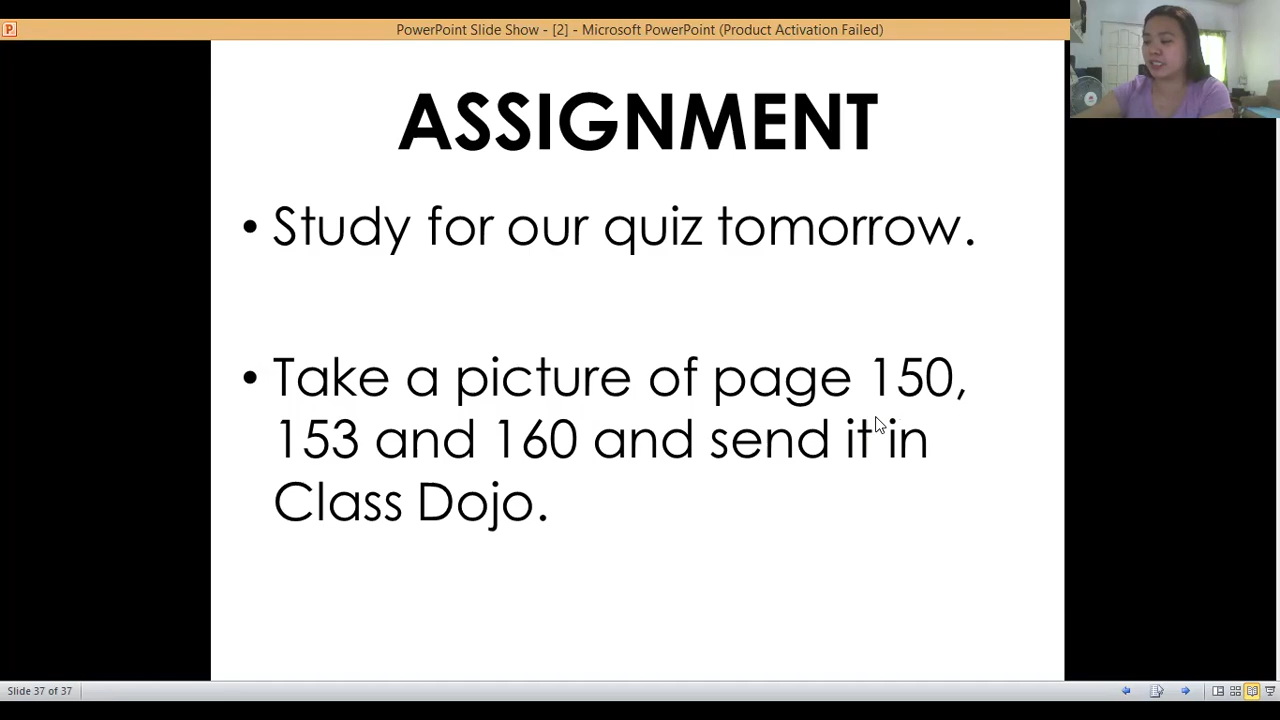 PowerPoint Slide Show - [2] - Microsoft PowerPoint (Product Activation Failed)
ASSIGNMENT
• Study for our quiz tomorrow.
• Take a picture of page 150,
153 and 160 and send it in
Class Dojo.
Slide 37 of 37